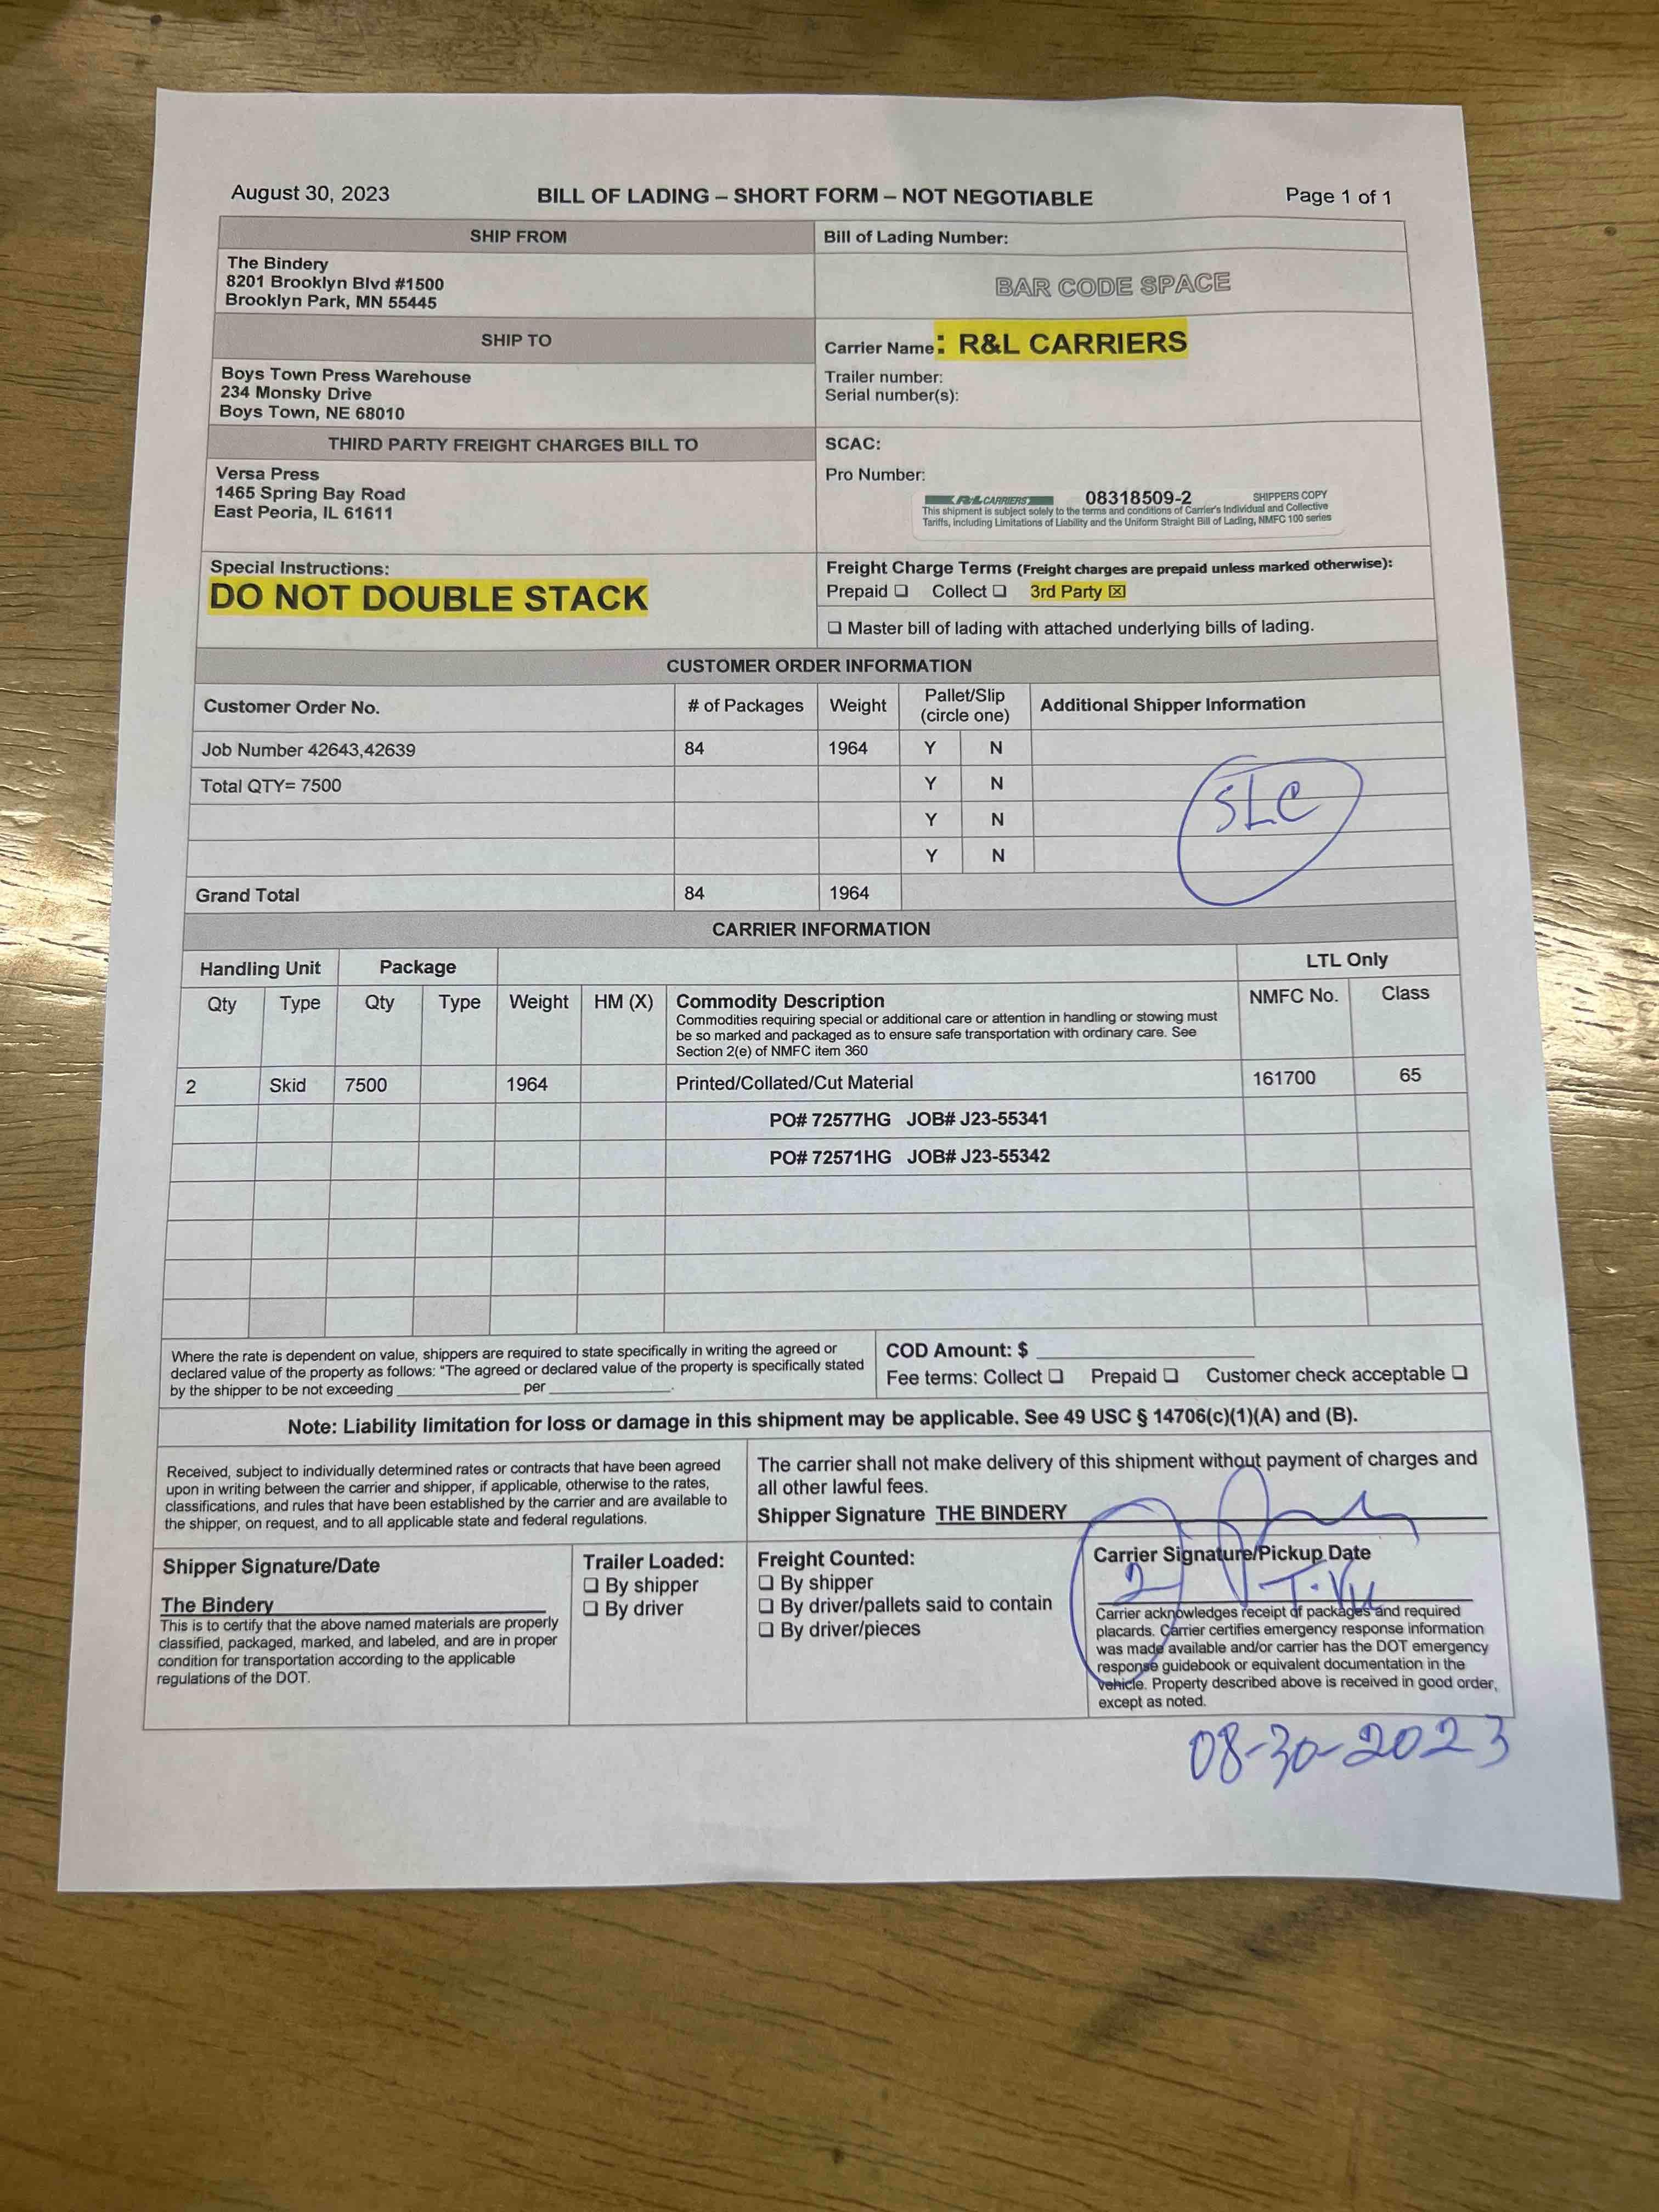 August 30, 2023 BILL OF LADING – SHORT FORM – NOT NEGOTIABLE Page 1 of 1
SHIP FROM
The Bindery
8201 Brooklyn Blvd #1500
Brooklyn Park, MN 55445
Bill of Lading Number:
BAR CODE SPACE
SHIP TO
Boys Town Press Warehouse
234 Monsky Drive
Boys Town, NE 68010
Carrier Name: R&L CARRIERS
Trailer number:
Serial number(s):
THIRD PARTY FREIGHT CHARGES BILL TO
Versa Press
1465 Spring Bay Road
East Peoria, IL 61611
SCAC:
Pro Number:
R&L CARRIERS 08318509-2 SHIPPERS COPY
This shipment is subject solely to the terms and conditions of Carrier's Individual and Collective
Tariffs, including Limitations of Liability and the Uniform Straight Bill of Lading, NMFC 100 series
Special Instructions:
DO NOT DOUBLE STACK
Freight Charge Terms (Freight charges are prepaid unless marked otherwise):
Prepaid ❑ Collect ❑ 3rd Party ☒
❑ Master bill of lading with attached underlying bills of lading.
CUSTOMER ORDER INFORMATION
Customer Order No. # of Packages Weight Pallet/Slip (circle one) Additional Shipper Information
Job Number 42643,42639 84 1964 Y N
Total QTY= 7500 Y N
Y N
Y N
SLC
Grand Total 84 1964
CARRIER INFORMATION
Handling Unit Package LTL Only
Qty Type Qty Type Weight HM (X) Commodity Description NMFC No. Class
Commodities requiring special or additional care or attention in handling or stowing must
be so marked and packaged as to ensure safe transportation with ordinary care. See
Section 2(e) of NMFC item 360
2 Skid 7500 1964 Printed/Collated/Cut Material 161700 65
PO# 72577HG JOB# J23-55341
PO# 72571HG JOB# J23-55342
Where the rate is dependent on value, shippers are required to state specifically in writing the agreed or
declared value of the property as follows: "The agreed or declared value of the property is specifically stated
by the shipper to be not exceeding ____________ per ____________.
COD Amount: $ ____________
Fee terms: Collect ❑ Prepaid ❑ Customer check acceptable ❑
Note: Liability limitation for loss or damage in this shipment may be applicable. See 49 USC § 14706(c)(1)(A) and (B).
Received, subject to individually determined rates or contracts that have been agreed
upon in writing between the carrier and shipper, if applicable, otherwise to the rates,
classifications, and rules that have been established by the carrier and are available to
the shipper, on request, and to all applicable state and federal regulations.
The carrier shall not make delivery of this shipment without payment of charges and
all other lawful fees.
Shipper Signature THE BINDERY
Shipper Signature/Date
The Bindery
This is to certify that the above named materials are properly
classified, packaged, marked, and labeled, and are in proper
condition for transportation according to the applicable
regulations of the DOT.
Trailer Loaded:
❑ By shipper
❑ By driver
Freight Counted:
❑ By shipper
❑ By driver/pallets said to contain
❑ By driver/pieces
Carrier Signature/Pickup Date
2 T. Vu
Carrier acknowledges receipt of packages and required
placards. Carrier certifies emergency response information
was made available and/or carrier has the DOT emergency
response guidebook or equivalent documentation in the
vehicle. Property described above is received in good order,
except as noted.
08-30-2023